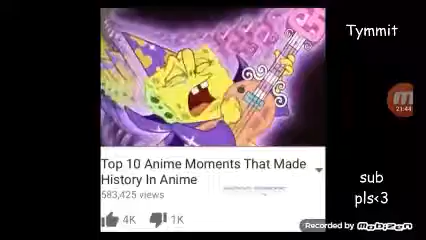 Tymmit
21:44
Top 10 Anime Moments That Made
History In Anime
583,425 views
4K 1K
sub
pls<3
Recorded by Mobizen